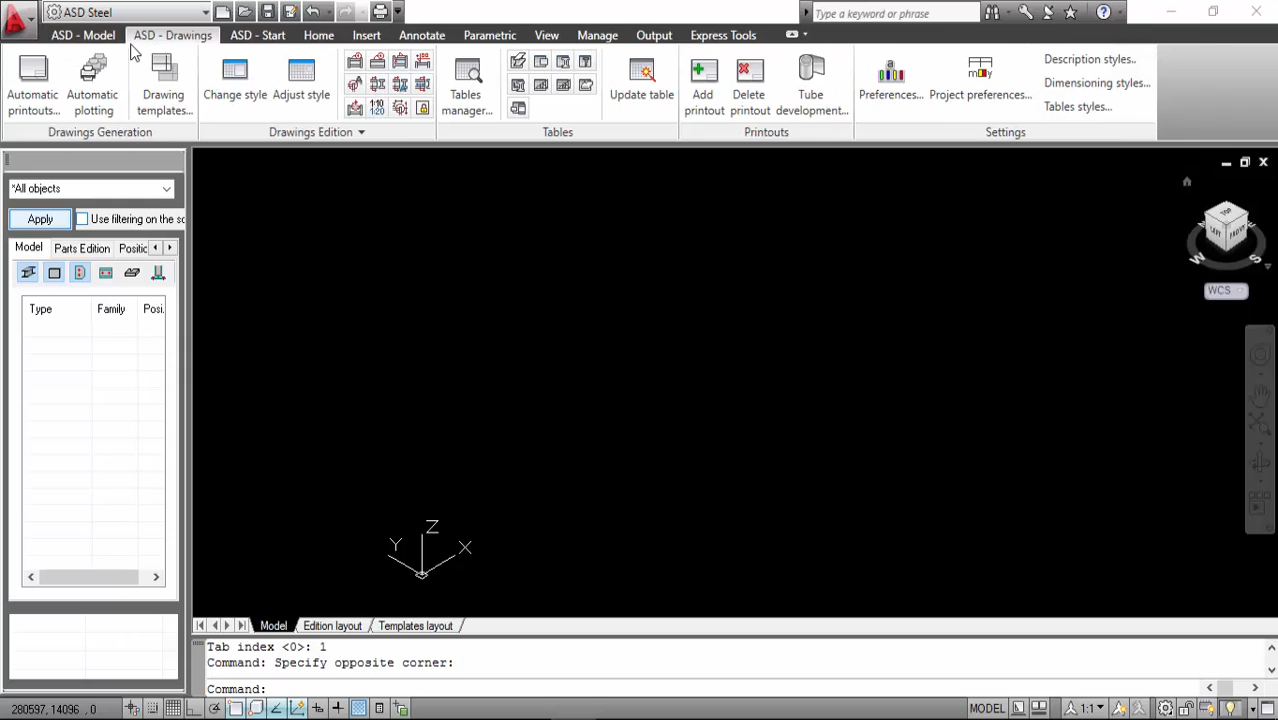 ASD Steel
Type a keyword or phrase
ASD - Model
ASD - Drawings
ASD - Start
Home
Insert
Annotate
Parametric
View
Manage
Output
Express Tools
Automatic printouts...
Automatic plotting
Drawing templates...
Change style
Adjust style
Tables manager...
Update table
Add printout
Delete printout
Tube development...
Preferences...
Project preferences...
Description styles..
Dimensioning styles...
Tables styles...
Drawings Generation
Drawings Edition
Tables
Printouts
Settings
*All objects
Apply
Use filtering on the sc
Model
Parts Edition
Positic
Type
Family
Posi.
TOP
LEFT
FRONT
W
S
WCS
Z
Y
X
Model
Edition layout
Templates layout
Tab index <0>: 1
Command: Specify opposite corner:
Command:
280597, 14096 , 0
MODEL
1:1